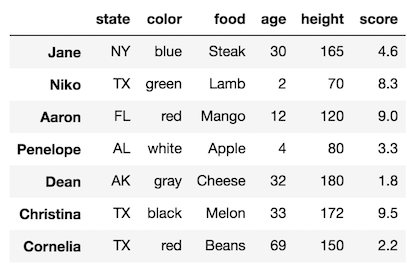 state color food age height score
Jane NY blue Steak 30 165 4.6
Niko TX green Lamb 2 70 8.3
Aaron FL red Mango 12 120 9.0
Penelope AL white Apple 4 80 3.3
Dean AK gray Cheese 32 180 1.8
Christina TX black Melon 33 172 9.5
Cornelia TX red Beans 69 150 2.2